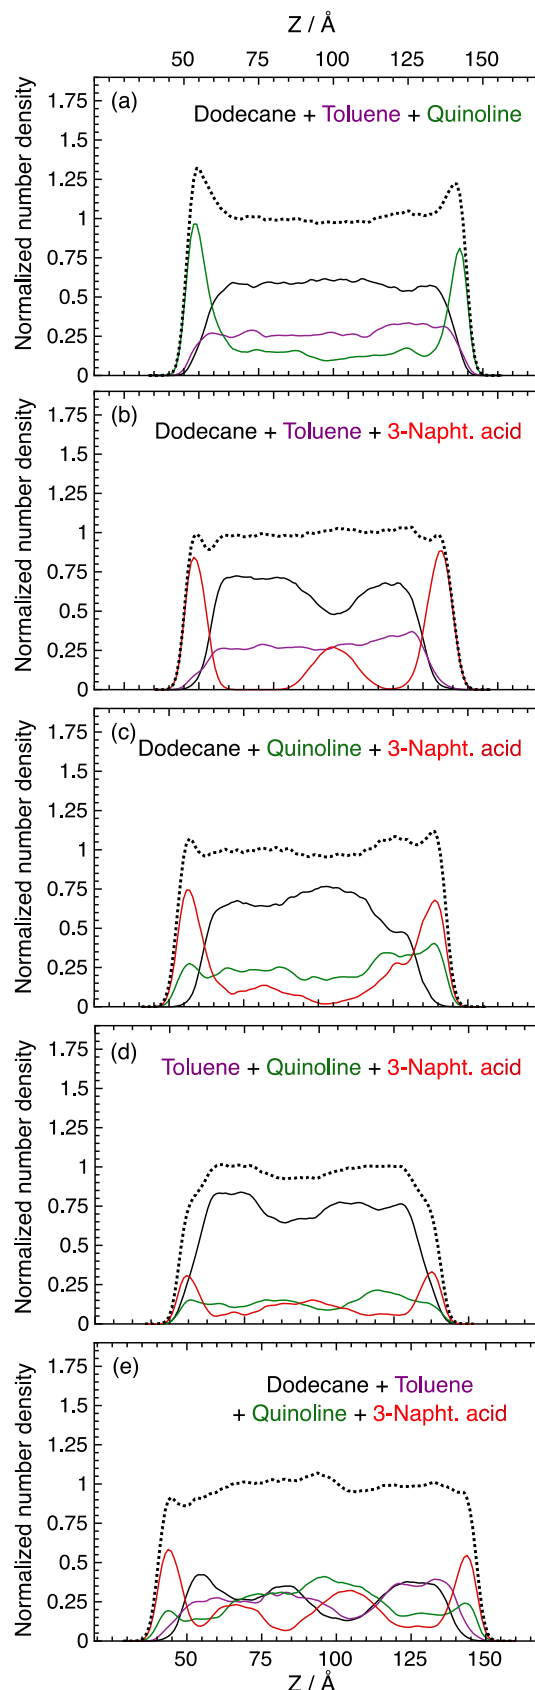 Z / Å
50 75 100 125 150
(a)
Dodecane + Toluene + Quinoline
Normalized number density
1.75
1.5
1.25
1
0.75
0.5
0.25
0
(b)
Dodecane + Toluene + 3-Napht. acid
Normalized number density
1.75
1.5
1.25
1
0.75
0.5
0.25
0
(c)
Dodecane + Quinoline + 3-Napht. acid
Normalized number density
1.75
1.5
1.25
1
0.75
0.5
0.25
0
(d)
Toluene + Quinoline + 3-Napht. acid
Normalized number density
1.75
1.5
1.25
1
0.75
0.5
0.25
0
(e)
Dodecane + Toluene
+ Quinoline + 3-Napht. acid
Normalized number density
1.75
1.5
1.25
1
0.75
0.5
0.25
0
50 75 100 125 150
Z / Å